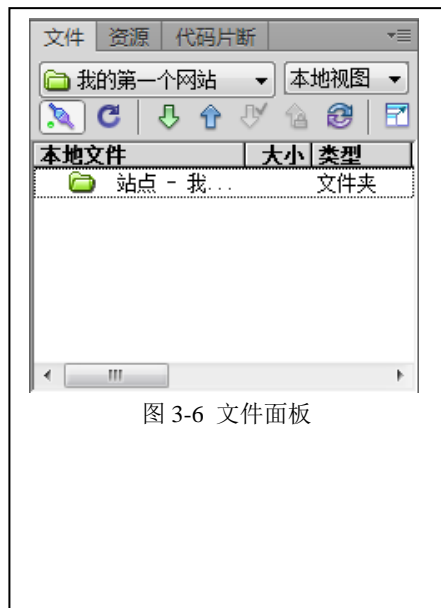 文件 资源 代码片断
我的第一个网站 本地视图
本地文件 大小 类型
站点 - 我... 文件夹
图 3-6 文件面板